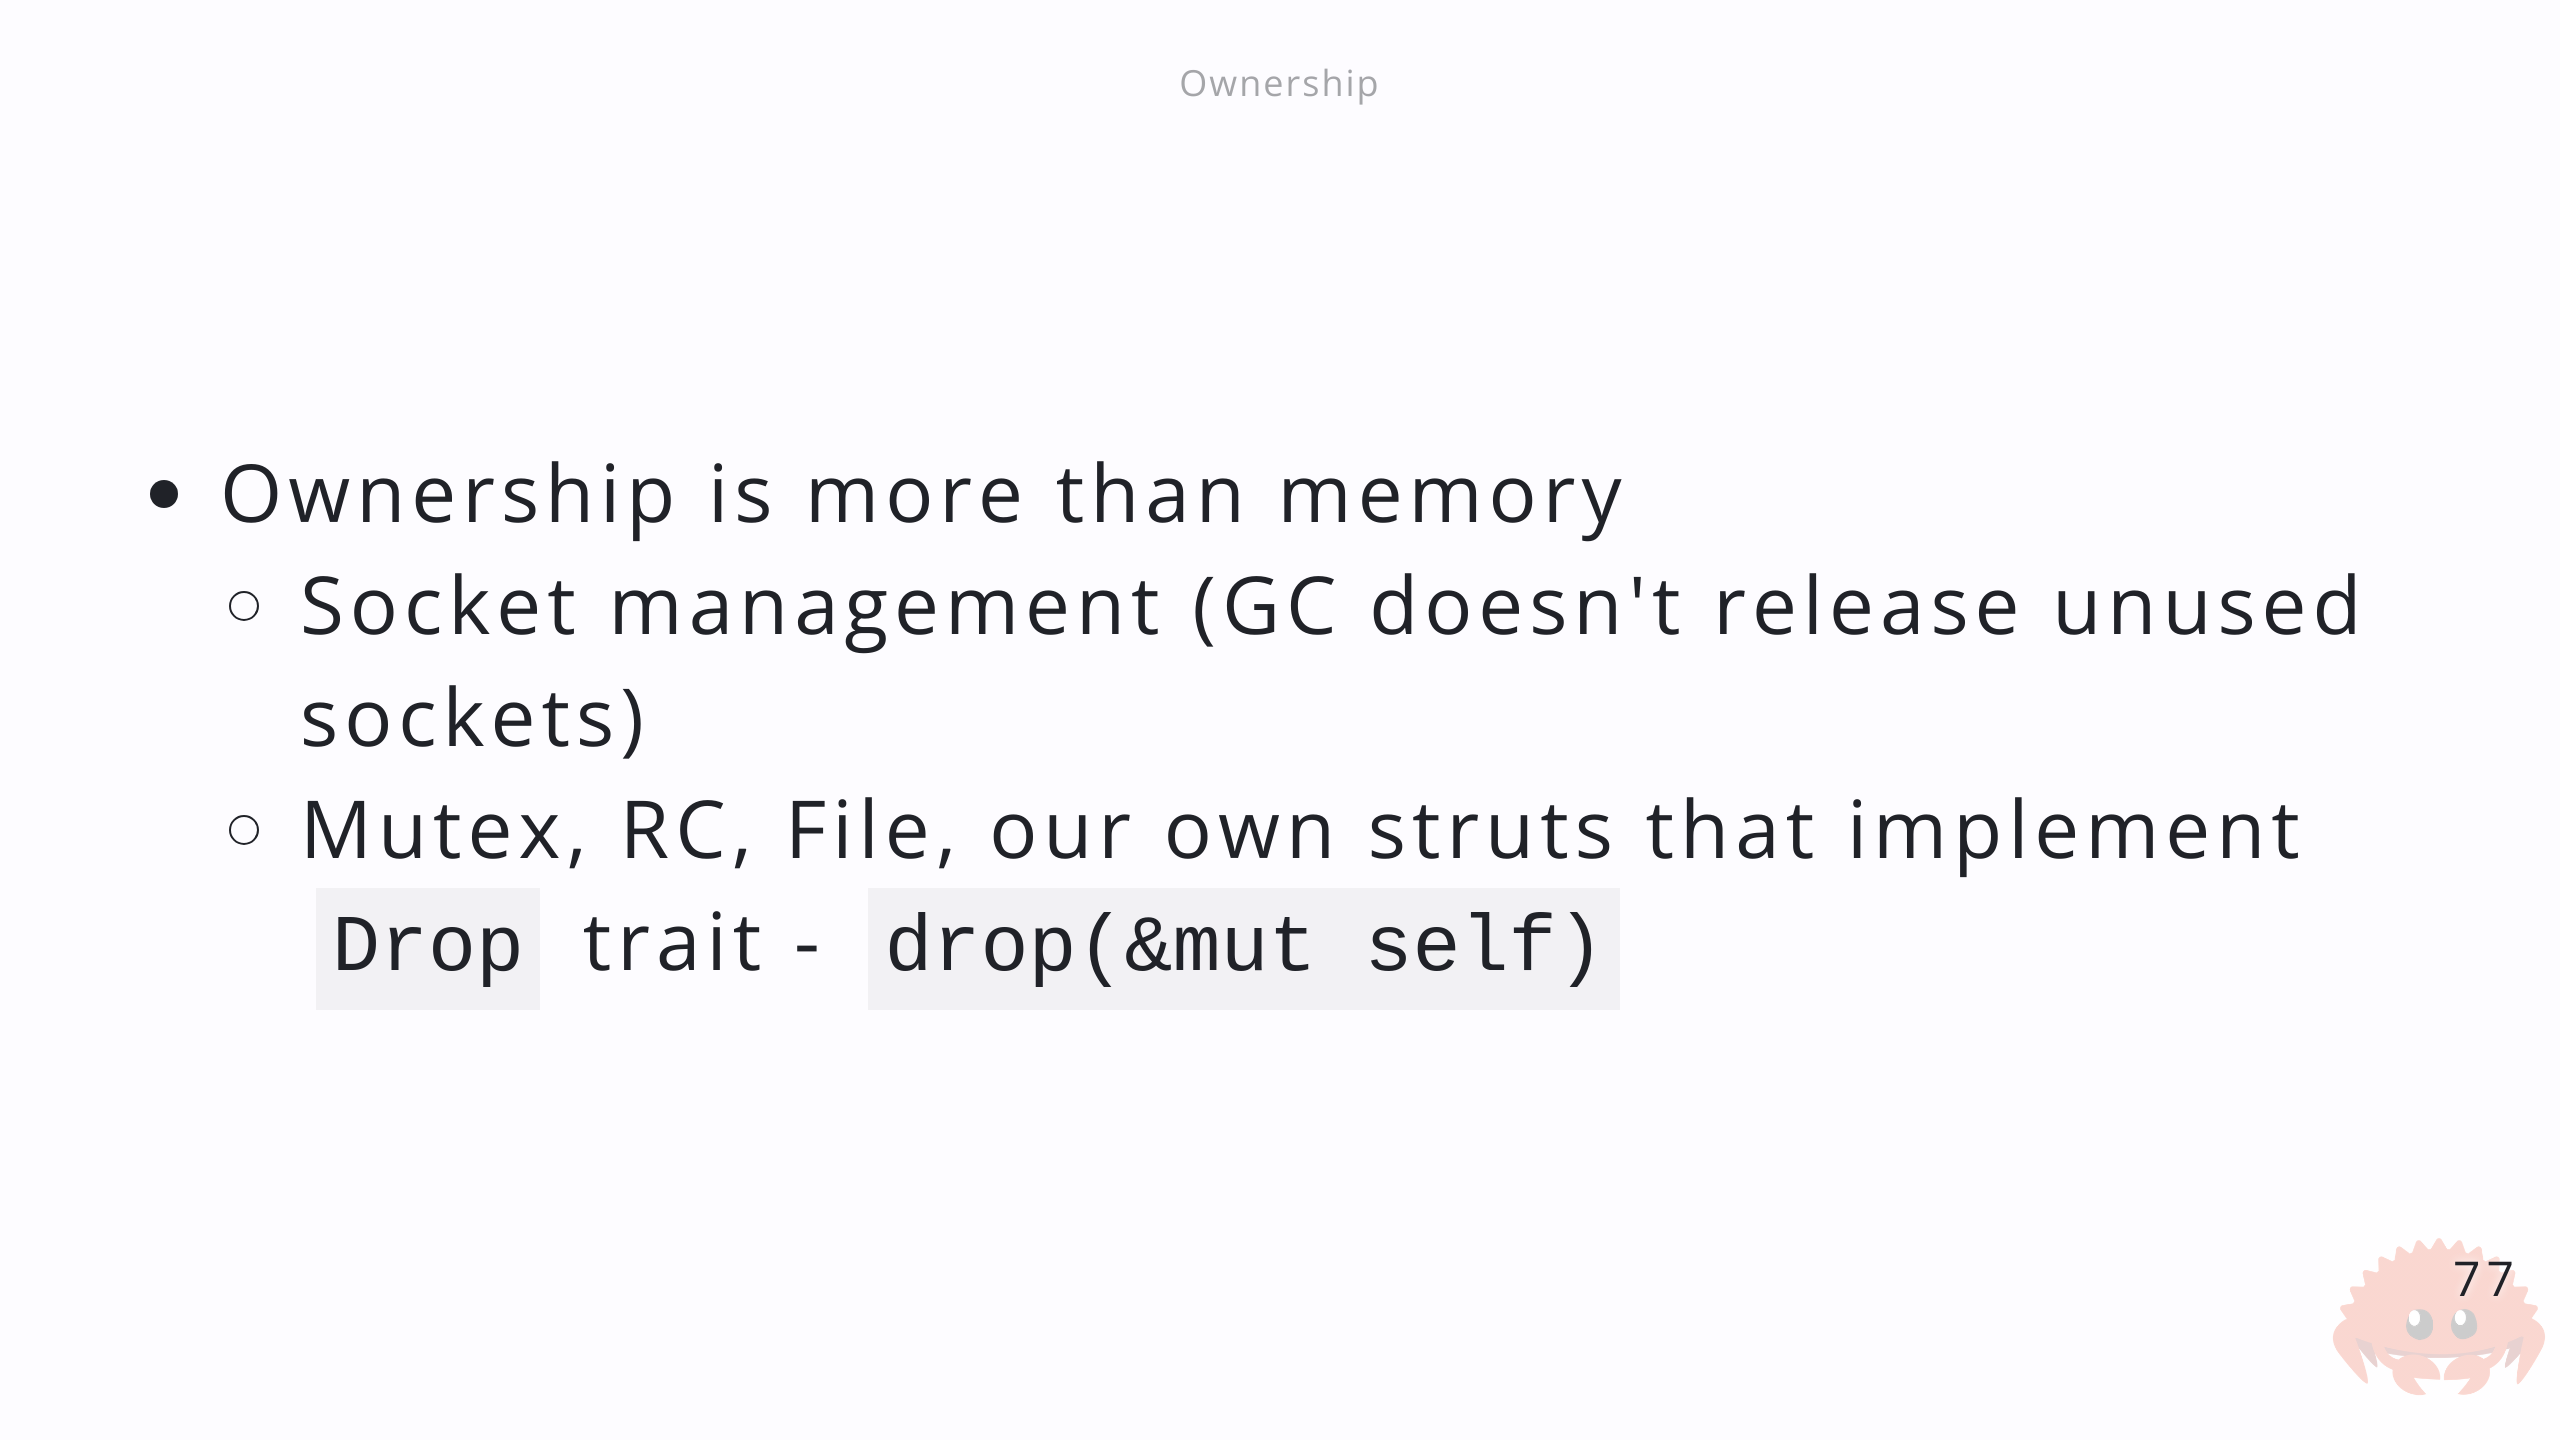 Ownership
• Ownership is more than memory
○ Socket management (GC doesn't release unused
sockets)
○ Mutex, RC, File, our own struts that implement
Drop trait - drop(&mut self)
77